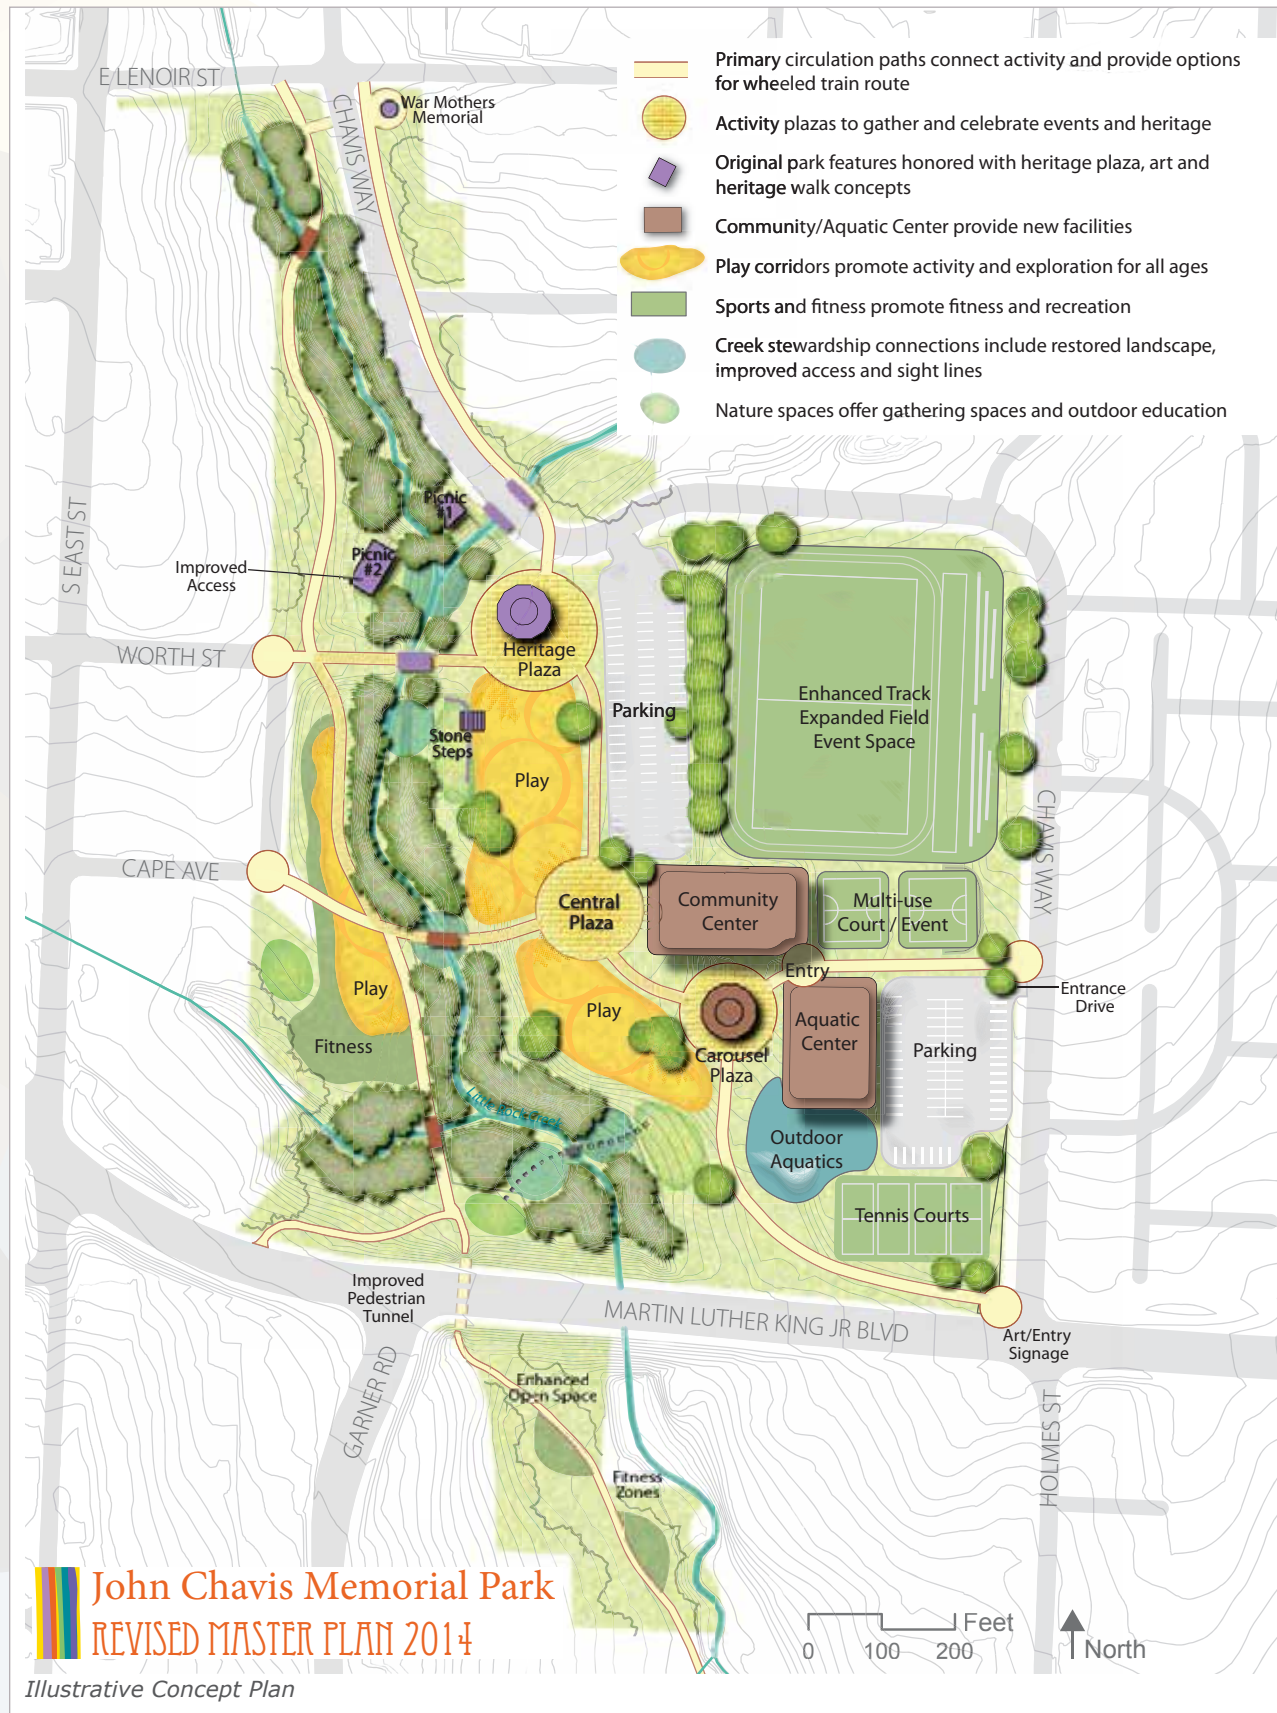 E LENOIR ST
CHAVIS WAY
War Mothers
Memorial
Primary circulation paths connect activity and provide options
for wheeled train route
Activity plazas to gather and celebrate events and heritage
Original park features honored with heritage plaza, art and
heritage walk concepts
Community/Aquatic Center provide new facilities
Play corridors promote activity and exploration for all ages
Sports and fitness promote fitness and recreation
Creek stewardship connections include restored landscape,
improved access and sight lines
Nature spaces offer gathering spaces and outdoor education
S EAST ST
Picnic
#1
Picnic
#2
Improved
Access
WORTH ST
Heritage
Plaza
Parking
Enhanced Track
Expanded Field
Event Space
Stone
Steps
Play
CHAVIS WAY
CAPE AVE
Central
Plaza
Community
Center
Multi-use
Court / Event
Entry
Entrance
Drive
Play
Play
Fitness
Carousel
Plaza
Aquatic
Center
Parking
Little Rock Creek
Outdoor
Aquatics
Tennis Courts
Improved
Pedestrian
Tunnel
MARTIN LUTHER KING JR BLVD
Art/Entry
Signage
GARNER RD
Enhanced
Open Space
HOLMES ST
Fitness
Zones
John Chavis Memorial Park
REVISED MASTER PLAN 2014
Feet
0 100 200
North
Illustrative Concept Plan